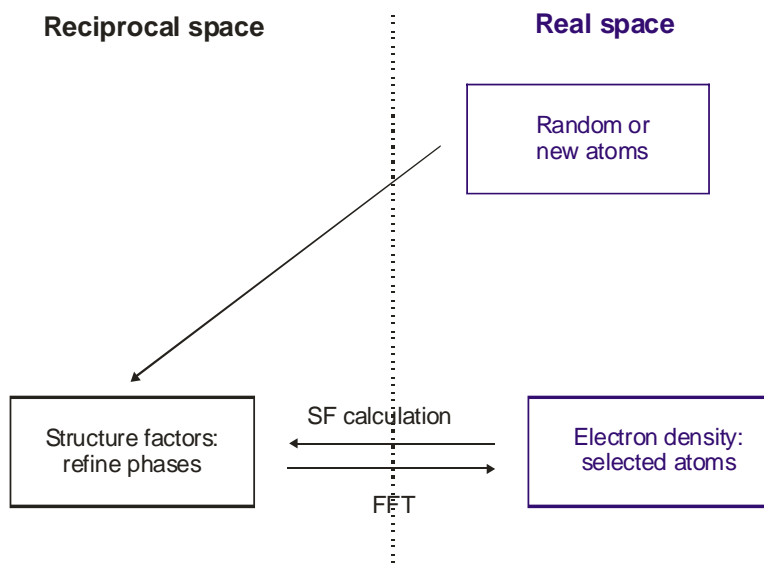 Reciprocal space
Real space
Random or
new atoms
SF calculation
Structure factors:
refine phases
Electron density:
selected atoms
FFT